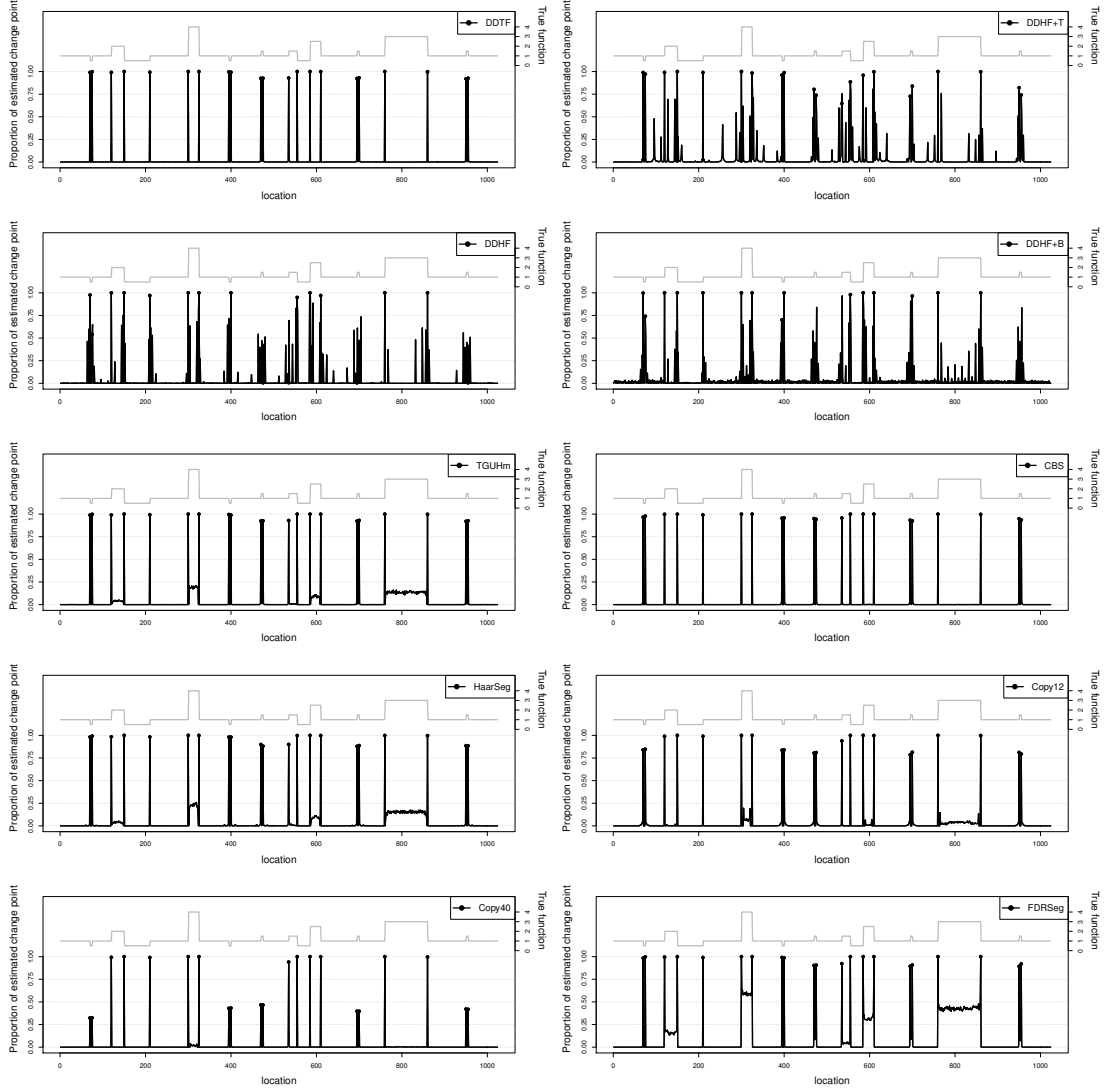 DDTF
Proportion of estimated change point
0.00 0.25 0.50 0.75 1.00
0 1 2 3 4
True function
0 200 400 600 800 1000
location
DDHF+T
Proportion of estimated change point
0.00 0.25 0.50 0.75 1.00
0 1 2 3 4
True function
0 200 400 600 800 1000
location
DDHF
Proportion of estimated change point
0.00 0.25 0.50 0.75 1.00
0 1 2 3 4
True function
0 200 400 600 800 1000
location
DDHF+B
Proportion of estimated change point
0.00 0.25 0.50 0.75 1.00
0 1 2 3 4
True function
0 200 400 600 800 1000
location
TGUHm
Proportion of estimated change point
0.00 0.25 0.50 0.75 1.00
0 1 2 3 4
True function
0 200 400 600 800 1000
location
CBS
Proportion of estimated change point
0.00 0.25 0.50 0.75 1.00
0 1 2 3 4
True function
0 200 400 600 800 1000
location
HaarSeg
Proportion of estimated change point
0.00 0.25 0.50 0.75 1.00
0 1 2 3 4
True function
0 200 400 600 800 1000
location
Copy12
Proportion of estimated change point
0.00 0.25 0.50 0.75 1.00
0 1 2 3 4
True function
0 200 400 600 800 1000
location
Copy40
Proportion of estimated change point
0.00 0.25 0.50 0.75 1.00
0 1 2 3 4
True function
0 200 400 600 800 1000
location
FDRSeg
Proportion of estimated change point
0.00 0.25 0.50 0.75 1.00
0 1 2 3 4
True function
0 200 400 600 800 1000
location